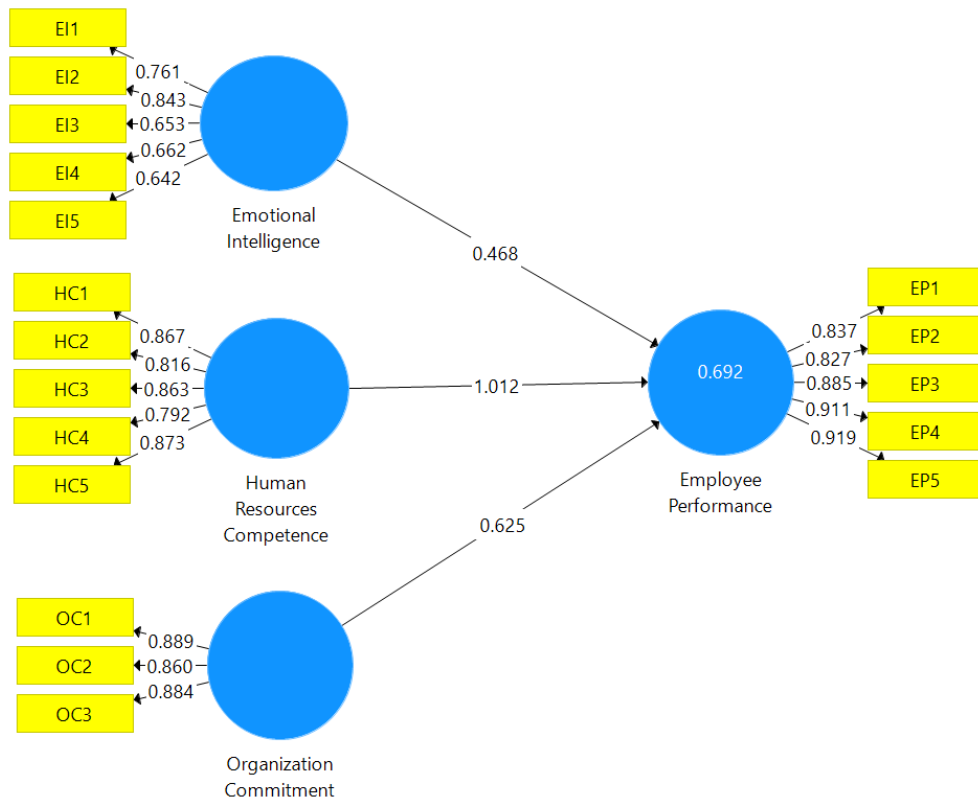 EI1
0.761
EI2
0.843
EI3
0.653
0.662
EI4
0.642
EI5
Emotional
Intelligence
0.468
HC1
0.867
HC2
0.816
HC3
0.863
0.792
HC4
0.873
HC5
Human
Resources
Competence
1.012
OC1
0.889
OC2
0.860
0.884
OC3
Organization
Commitment
0.625
0.692
Employee
Performance
EP1
0.837
EP2
0.827
EP3
0.885
0.911
EP4
0.919
EP5